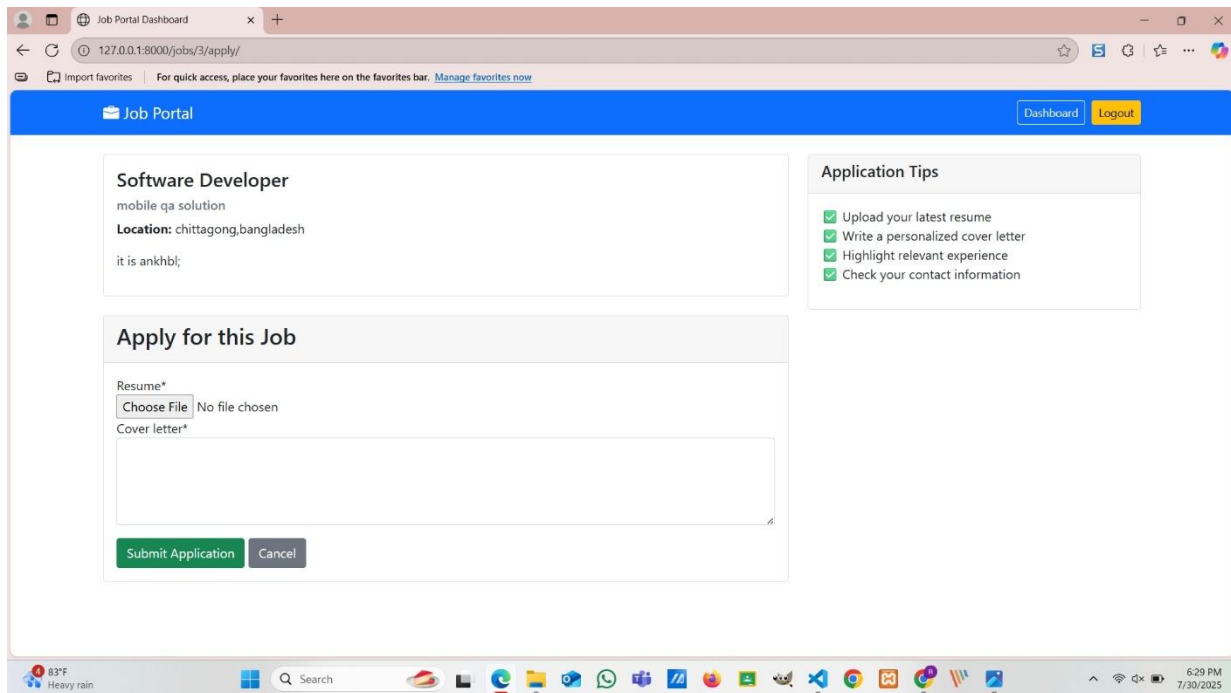 Job Portal Dashboard
127.0.0.1:8000/jobs/3/apply/
Import favorites For quick access, place your favorites here on the favorites bar. Manage favorites now
Job Portal
Dashboard Logout
Software Developer
mobile qa solution
Location: chittagong,bangladesh
it is ankhbl;
Application Tips
Upload your latest resume
Write a personalized cover letter
Highlight relevant experience
Check your contact information
Apply for this Job
Resume*
Choose File No file chosen
Cover letter*
Submit Application Cancel
4
83°F
Heavy rain
Search
6:29 PM
7/30/2025